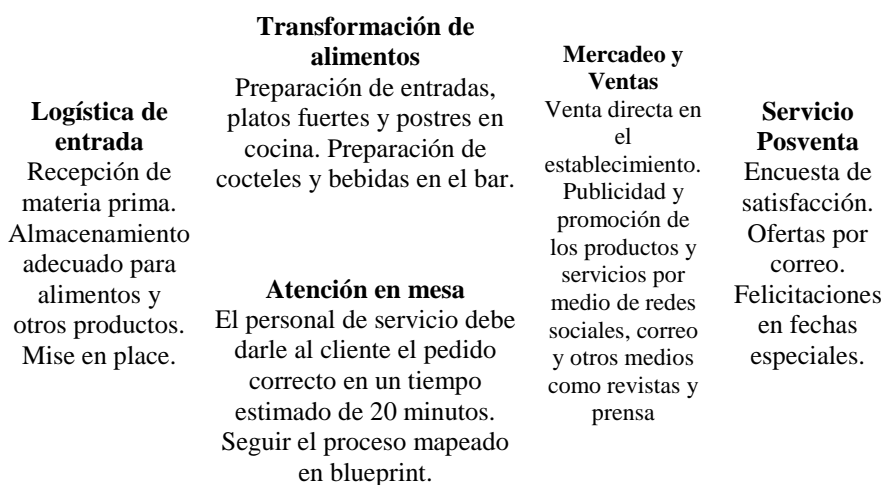 Logística de
entrada
Recepción de
materia prima.
Almacenamiento
adecuado para
alimentos y
otros productos.
Mise en place.
Transformación de
alimentos
Preparación de entradas,
platos fuertes y postres en
cocina. Preparación de
cocteles y bebidas en el bar.
Atención en mesa
El personal de servicio debe
darle al cliente el pedido
correcto en un tiempo
estimado de 20 minutos.
Seguir el proceso mapeado
en blueprint.
Mercadeo y
Ventas
Venta directa en
el
establecimiento.
Publicidad y
promoción de
los productos y
servicios por
medio de redes
sociales, correo
y otros medios
como revistas y
prensa
Servicio
Posventa
Encuesta de
satisfacción.
Ofertas por
correo.
Felicitaciones
en fechas
especiales.